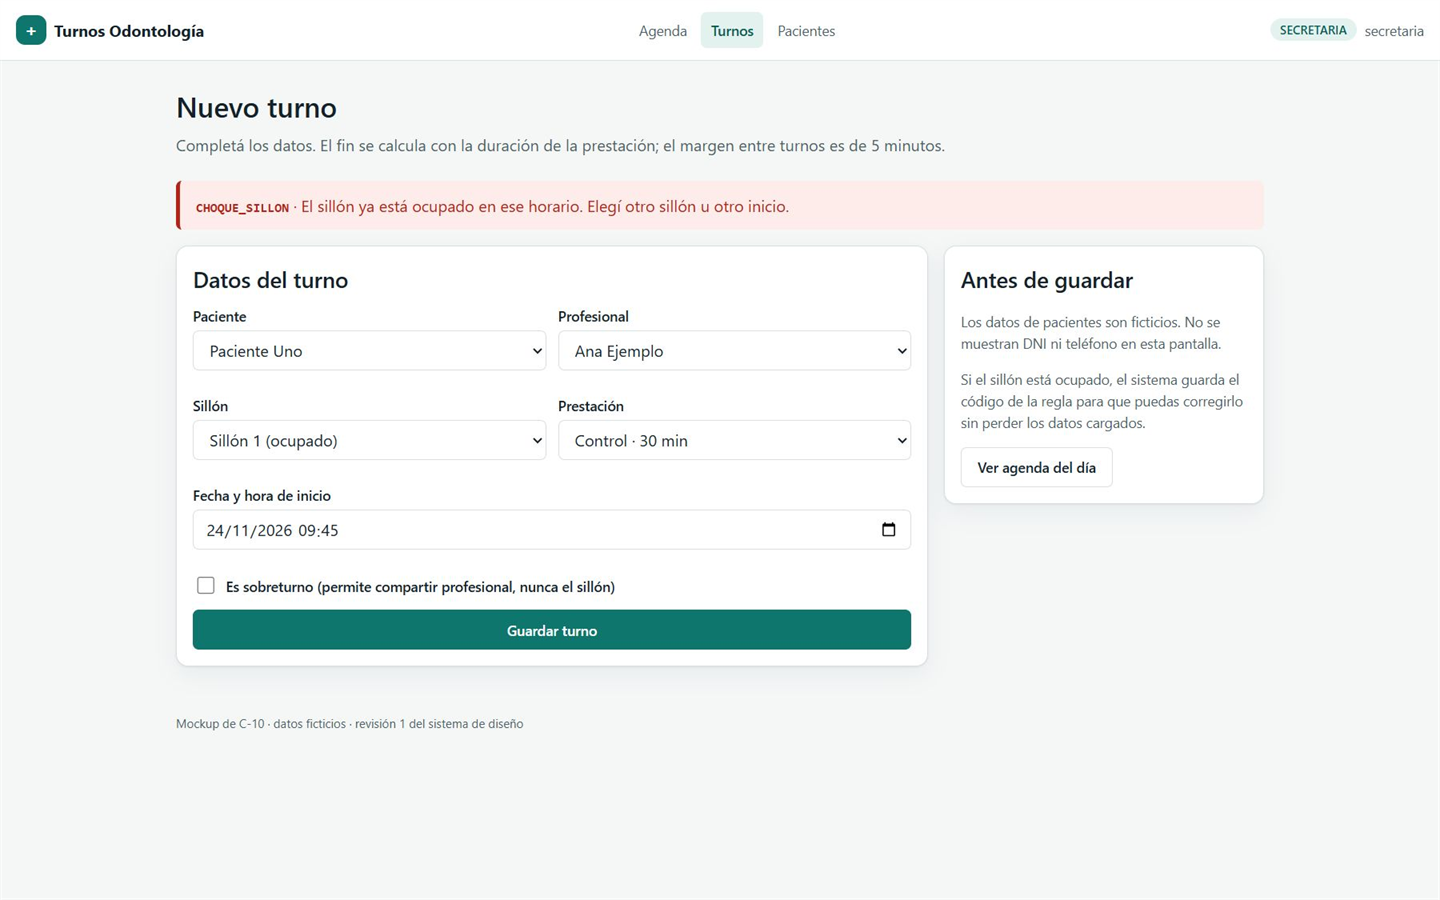 + Turnos Odontología
Agenda Turnos Pacientes
SECRETARIA secretaria
Nuevo turno
Completá los datos. El fin se calcula con la duración de la prestación; el margen entre turnos es de 5 minutos.
CHOQUE_SILLON · El sillón ya está ocupado en ese horario. Elegí otro sillón u otro inicio.
Datos del turno
Paciente
Paciente Uno
Profesional
Ana Ejemplo
Sillón
Sillón 1 (ocupado)
Prestación
Control · 30 min
Fecha y hora de inicio
24/11/2026 09:45
Es sobreturno (permite compartir profesional, nunca el sillón)
Guardar turno
Antes de guardar
Los datos de pacientes son ficticios. No se
muestran DNI ni teléfono en esta pantalla.
Si el sillón está ocupado, el sistema guarda el
código de la regla para que puedas corregirlo
sin perder los datos cargados.
Ver agenda del día
Mockup de C-10 · datos ficticios · revisión 1 del sistema de diseño